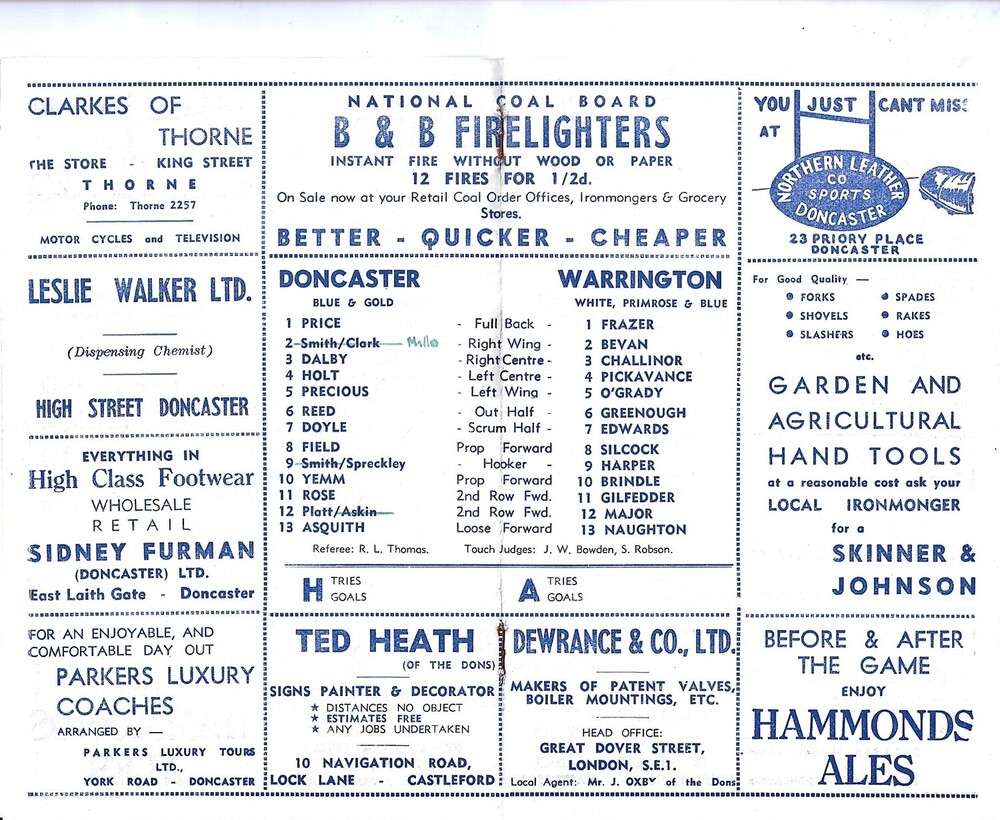 CLARKES OF
THORNE
THE STORE - KING STREET
THORNE
Phone: Thorne 2257
MOTOR CYCLES and TELEVISION
LESLIE WALKER LTD.
(Dispensing Chemist)
HIGH STREET DONCASTER
EVERYTHING IN
High Class Footwear
WHOLESALE
RETAIL
SIDNEY FURMAN
(DONCASTER) LTD.
East Laith Gate - Doncaster
FOR AN ENJOYABLE, AND
COMFORTABLE DAY OUT
PARKERS LUXURY
COACHES
ARRANGED BY —
PARKERS LUXURY TOURS
LTD.,
YORK ROAD - DONCASTER
NATIONAL COAL BOARD
B & B FIRELIGHTERS
INSTANT FIRE WITHOUT WOOD OR PAPER
12 FIRES FOR 1/2d.
On Sale now at your Retail Coal Order Offices, Ironmongers & Grocery
Stores.
BETTER - QUICKER - CHEAPER
DONCASTER WARRINGTON
BLUE & GOLD WHITE, PRIMROSE & BLUE
1 PRICE - Full Back - 1 FRAZER
2 Smith/Clark Mills - Right Wing - 2 BEVAN
3 DALBY - Right Centre - 3 CHALLINOR
4 HOLT - Left Centre - 4 PICKAVANCE
5 PRECIOUS - Left Wing - 5 O'GRADY
6 REED - Out Half - 6 GREENOUGH
7 DOYLE - Scrum Half - 7 EDWARDS
8 FIELD Prop Forward 8 SILCOCK
9 Smith/Spreckley - Hooker - 9 HARPER
10 YEMM Prop Forward 10 BRINDLE
11 ROSE 2nd Row Fwd. 11 GILFEDDER
12 Platt/Askin 2nd Row Fwd. 12 MAJOR
13 ASQUITH Loose Forward 13 NAUGHTON
Referee: R. L. Thomas. Touch Judges: J. W. Bowden, S. Robson.
H TRIES
GOALS
A TRIES
GOALS
TED HEATH
(OF THE DONS)
SIGNS PAINTER & DECORATOR
★ DISTANCES NO OBJECT
★ ESTIMATES FREE
★ ANY JOBS UNDERTAKEN
10 NAVIGATION ROAD,
LOCK LANE - CASTLEFORD
DEWRANCE & CO., LTD.
MAKERS OF PATENT VALVES,
BOILER MOUNTINGS, ETC.
HEAD OFFICE:
GREAT DOVER STREET,
LONDON, S.E.1.
Local Agent: Mr. J. OXBY of the Dons
YOU JUST CANT MISS
AT
NORTHERN LEATHER
CO
SPORTS
DONCASTER
23 PRIORY PLACE
DONCASTER
For Good Quality —
● FORKS ● SPADES
● SHOVELS ● RAKES
● SLASHERS ● HOES
etc.
GARDEN AND
AGRICULTURAL
HAND TOOLS
at a reasonable cost ask your
LOCAL IRONMONGER
for a
SKINNER &
JOHNSON
BEFORE & AFTER
THE GAME
ENJOY
HAMMONDS
ALES